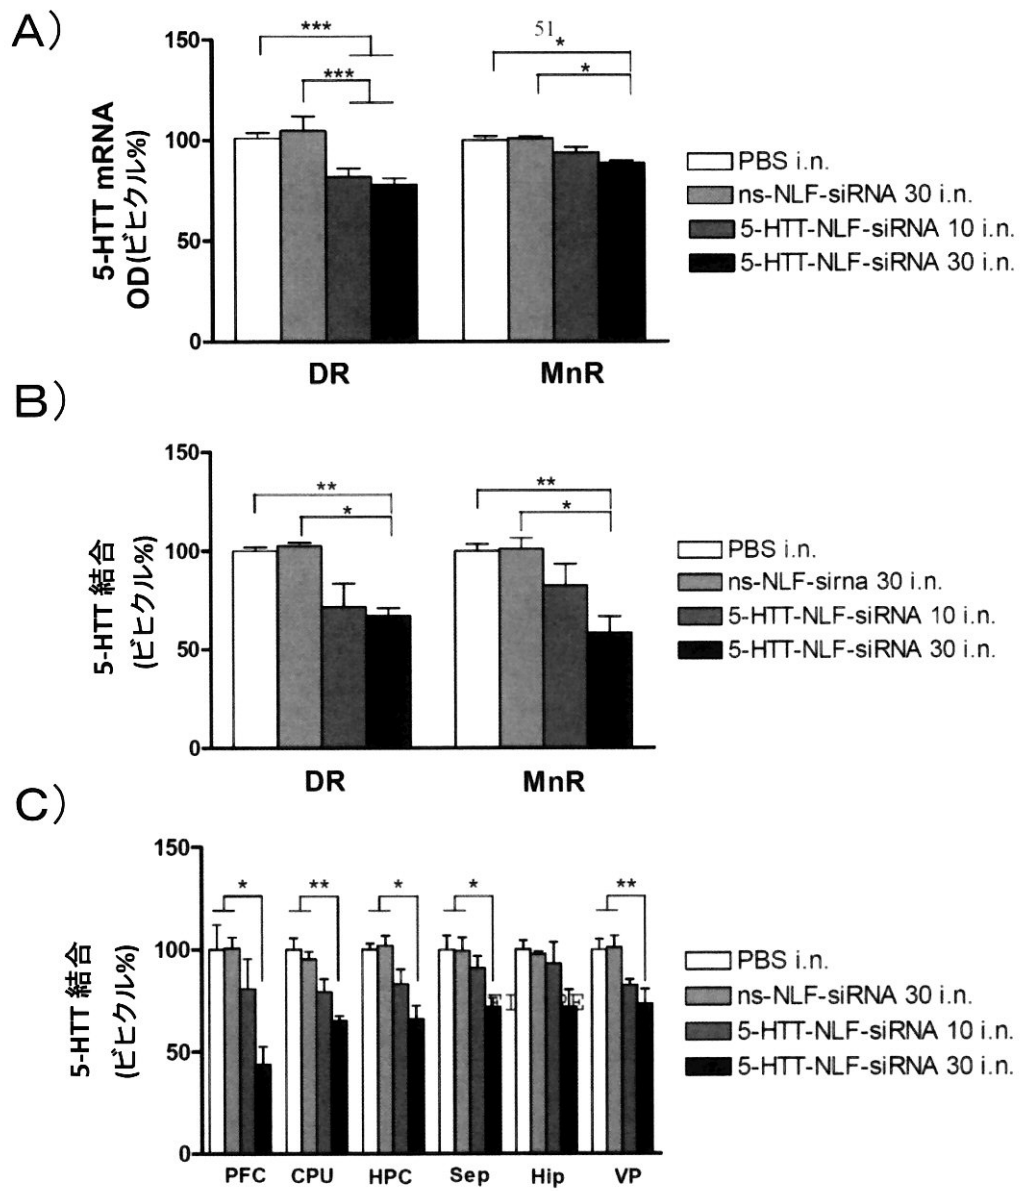 A)
150
100
50
0
5-HTT mRNA
OD(ビヒクル%)
***
***
51
*
*
DR
MnR
PBS i.n.
ns-NLF-siRNA 30 i.n.
5-HTT-NLF-siRNA 10 i.n.
5-HTT-NLF-siRNA 30 i.n.
B)
150
100
50
0
5-HTT 結合
(ビヒクル%)
**
*
**
*
DR
MnR
PBS i.n.
ns-NLF-sirna 30 i.n.
5-HTT-NLF-siRNA 10 i.n.
5-HTT-NLF-siRNA 30 i.n.
C)
150
100
50
0
5-HTT 結合
(ビヒクル%)
*
**
*
*
**
PFC
CPU
HPC
Sep
Hip
VP
PBS i.n.
ns-NLF-siRNA 30 i.n.
5-HTT-NLF-siRNA 10 i.n.
5-HTT-NLF-siRNA 30 i.n.